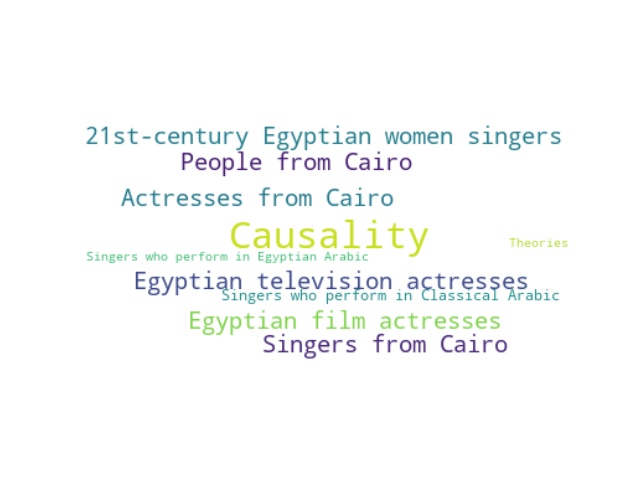 21st-century Egyptian women singers
People from Cairo
Actresses from Cairo
Causality
Theories
Singers who perform in Egyptian Arabic
Egyptian television actresses
Singers who perform in Classical Arabic
Egyptian film actresses
Singers from Cairo